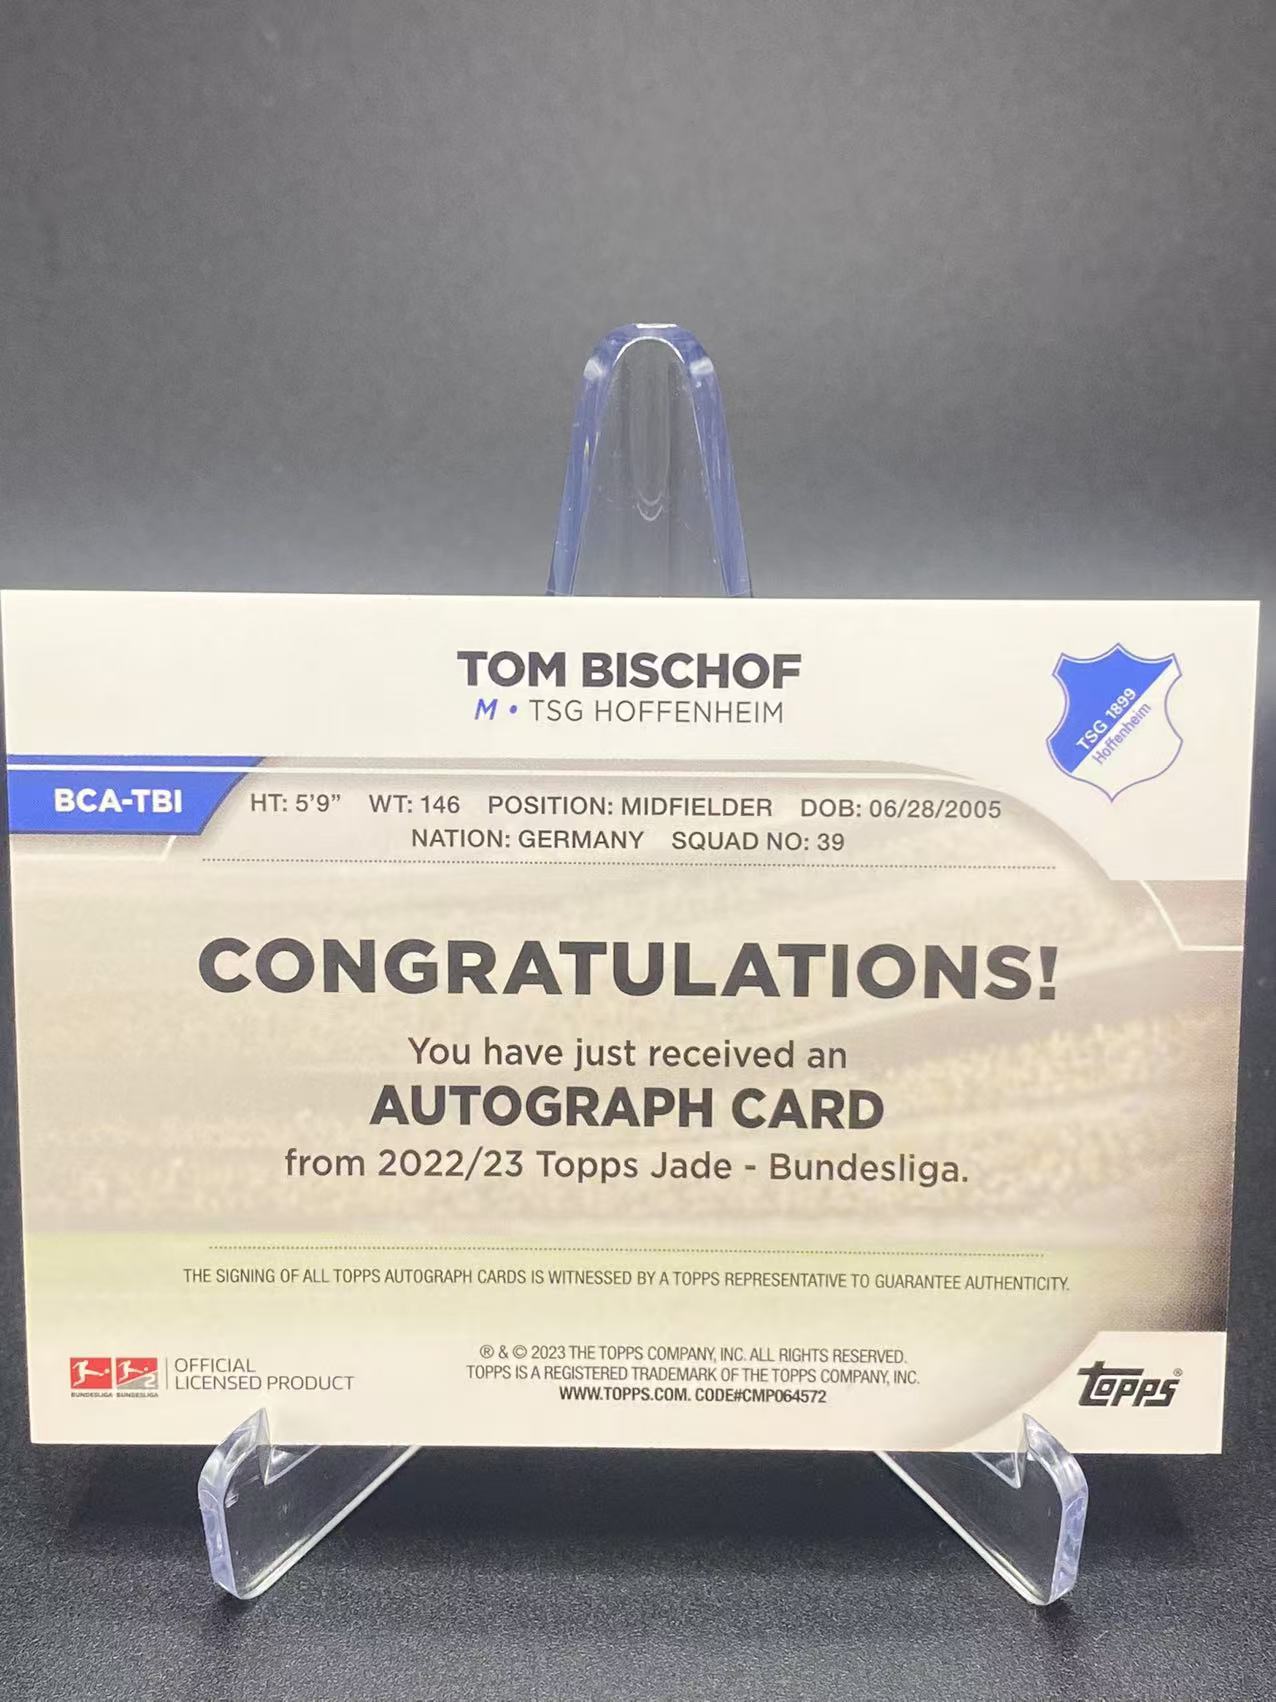 TOM BISCHOF
M • TSG HOFFENHEIM
TSG 1899
Hoffenheim
BCA-TBI
HT: 5'9" WT: 146 POSITION: MIDFIELDER DOB: 06/28/2005
NATION: GERMANY SQUAD NO: 39
CONGRATULATIONS!
You have just received an
AUTOGRAPH CARD
from 2022/23 Topps Jade - Bundesliga.
THE SIGNING OF ALL TOPPS AUTOGRAPH CARDS IS WITNESSED BY A TOPPS REPRESENTATIVE TO GUARANTEE AUTHENTICITY.
BUNDESLIGA BUNDESLIGA
2
OFFICIAL
LICENSED PRODUCT
® & © 2023 THE TOPPS COMPANY, INC. ALL RIGHTS RESERVED.
TOPPS IS A REGISTERED TRADEMARK OF THE TOPPS COMPANY, INC.
WWW.TOPPS.COM. CODE#CMP064572
topps®